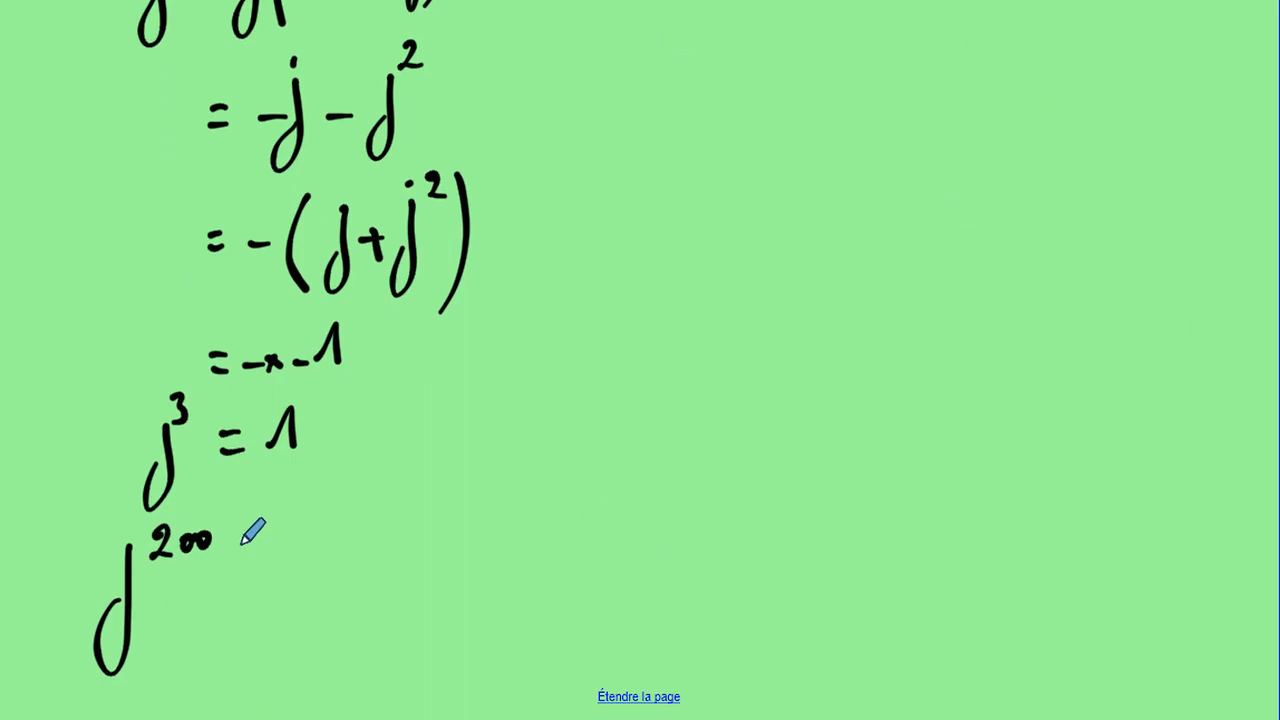 = -j - j²
= - (j + j²)
= - × - 1
j³ = 1
j²⁰⁰
Étendre la page